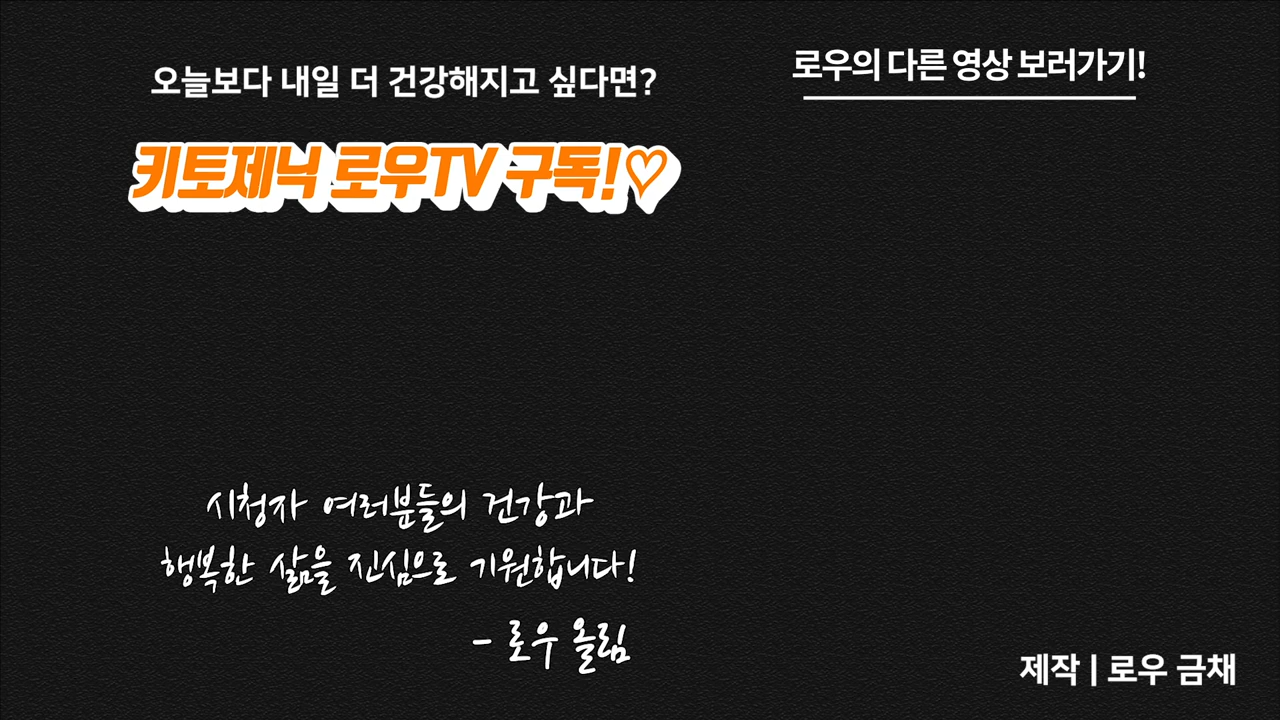 오늘보다 내일 더 건강해지고 싶다면?
키토제닉 로우TV 구독!♡
로우의 다른 영상 보러가기!
시청자 여러분들의 건강과
행복한 삶을 진심으로 기원합니다!
- 로우 올림
제작 | 로우 금채